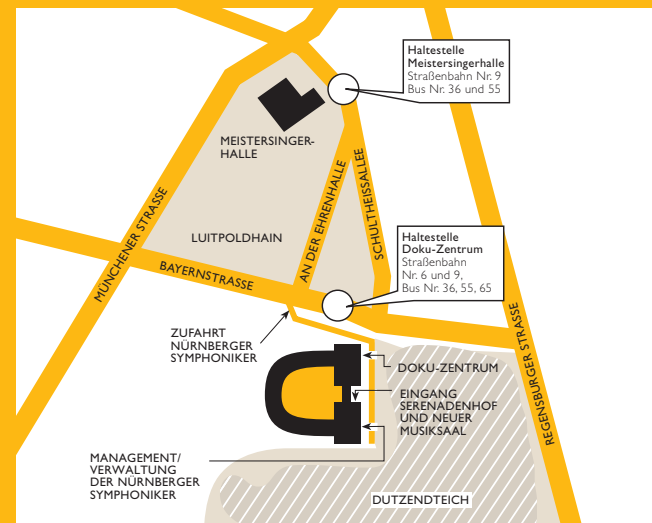 Haltestelle
Meistersingerhalle
Straßenbahn Nr. 9
Bus Nr. 36 und 55
MEISTERSINGER-
HALLE
AN DER EHRENHALLE
SCHULTHEISSALLEE
MÜNCHENER STRASSE
LUITPOLDHAIN
BAYERNSTRASSE
Haltestelle
Doku-Zentrum
Straßenbahn
Nr. 6 und 9,
Bus Nr. 36, 55, 65
REGENSBURGER STRASSE
ZUFAHRT
NÜRNBERGER
SYMPHONIKER
DOKU-ZENTRUM
EINGANG
SERENADENHOF
UND NEUER
MUSIKSAAL
MANAGEMENT/
VERWALTUNG
DER NÜRNBERGER
SYMPHONIKER
DUTZENDTEICH